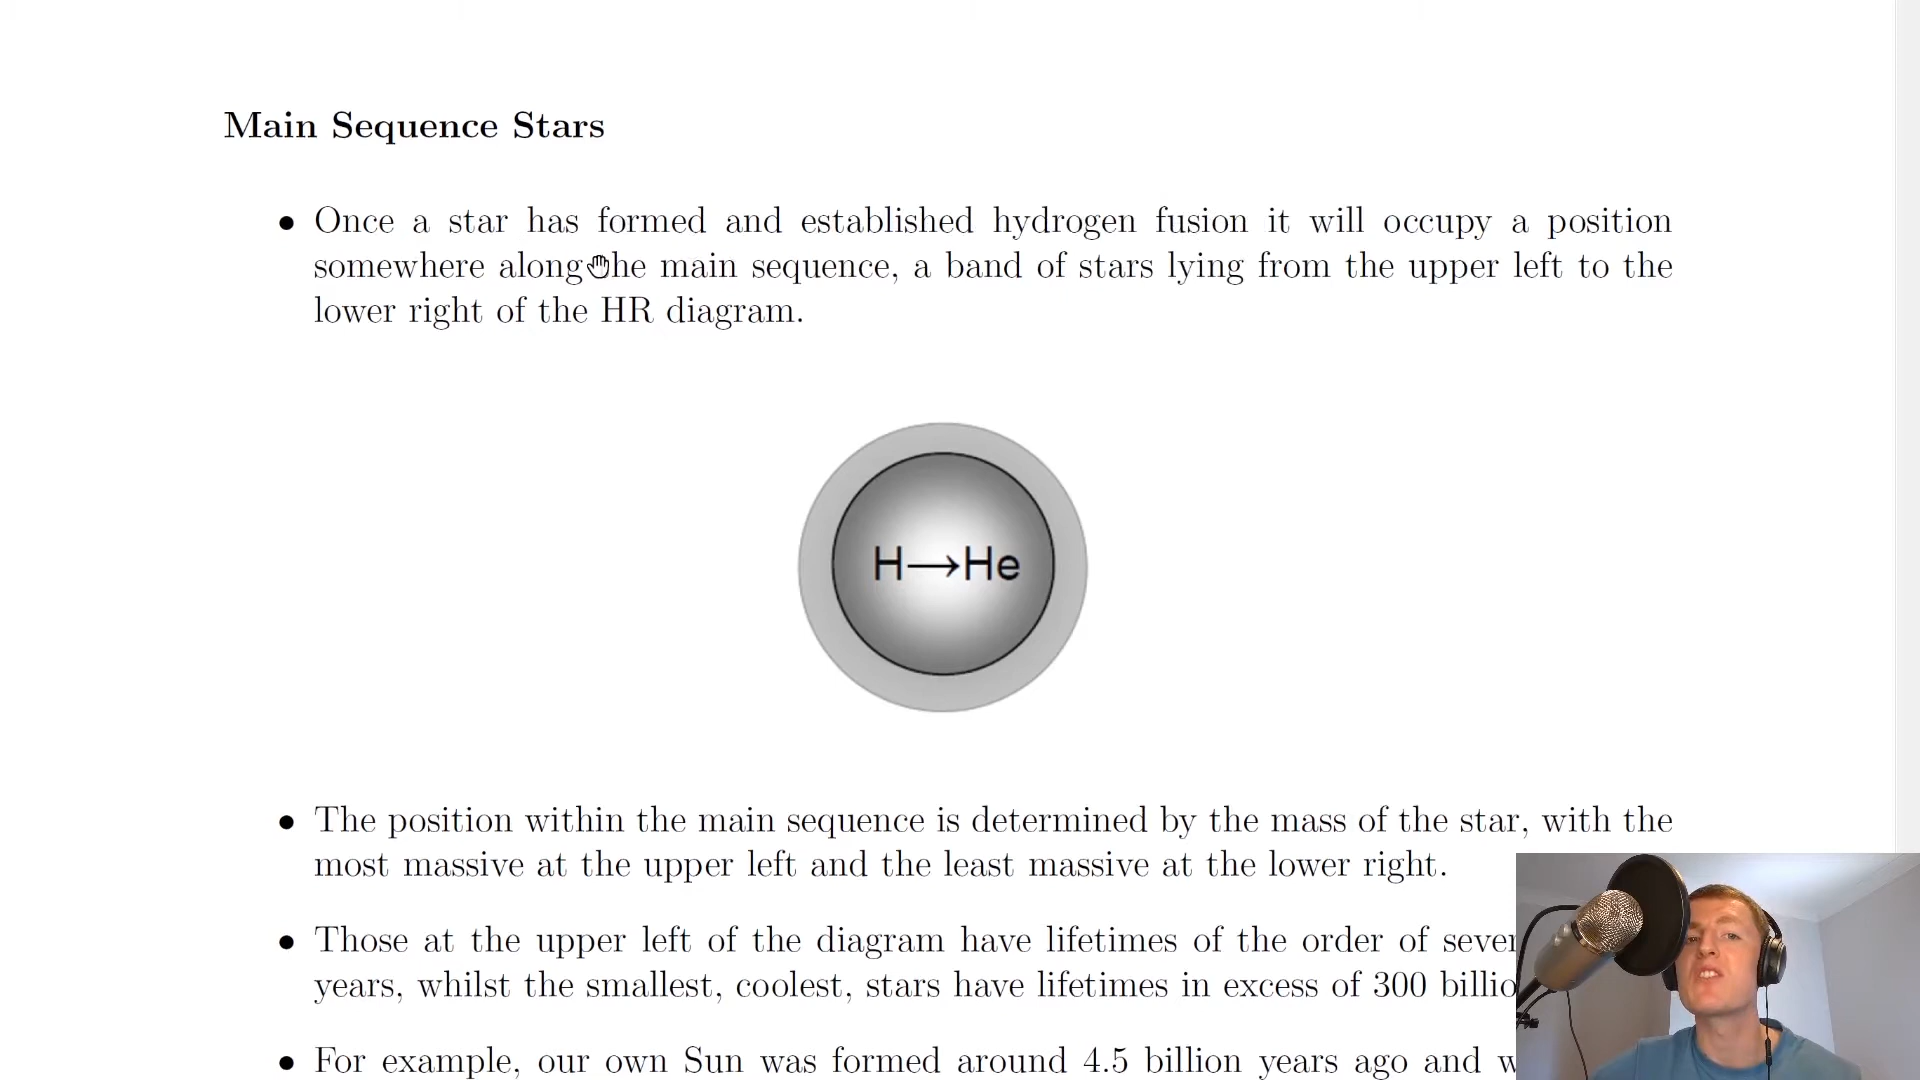 Main Sequence Stars
• Once a star has formed and established hydrogen fusion it will occupy a position
somewhere along the main sequence, a band of stars lying from the upper left to the
lower right of the HR diagram.
H→He
• The position within the main sequence is determined by the mass of the star, with the
most massive at the upper left and the least massive at the lower right.
• Those at the upper left of the diagram have lifetimes of the order of
years, whilst the smallest, coolest, stars have lifetimes in excess of 300
• For example, our own Sun was formed around 4.5 billion years ago and